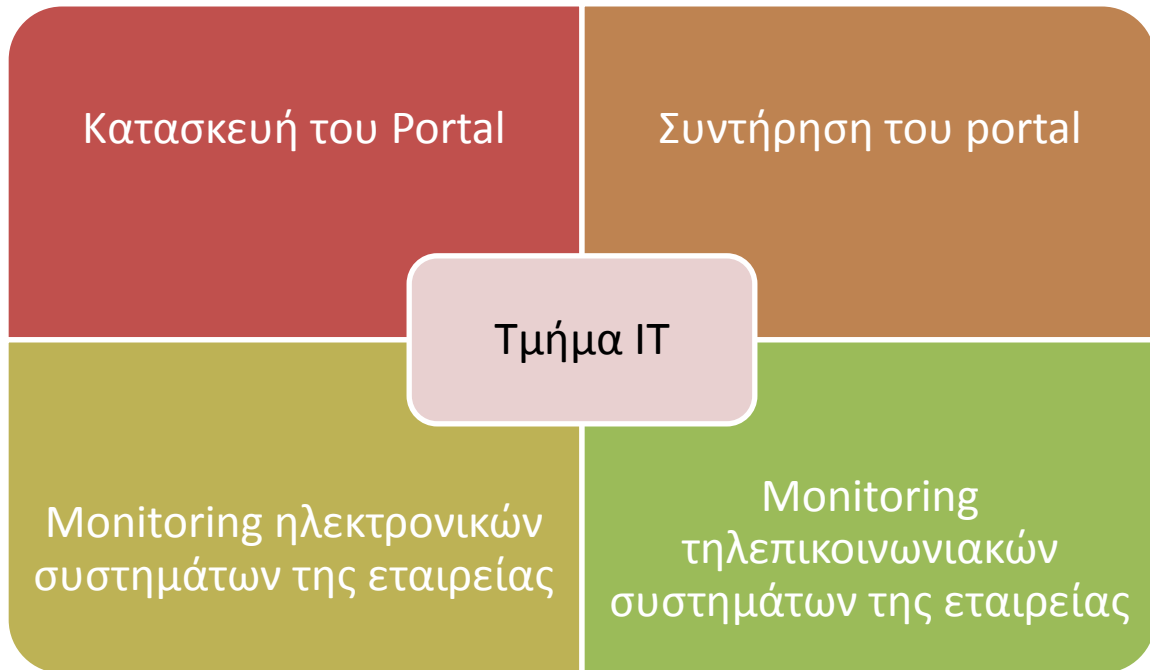 Κατασκευή του Portal
Συντήρηση του portal
Τμήμα IT
Monitoring ηλεκτρονικών
συστημάτων της εταιρείας
Monitoring
τηλεπικοινωνιακών
συστημάτων της εταιρείας